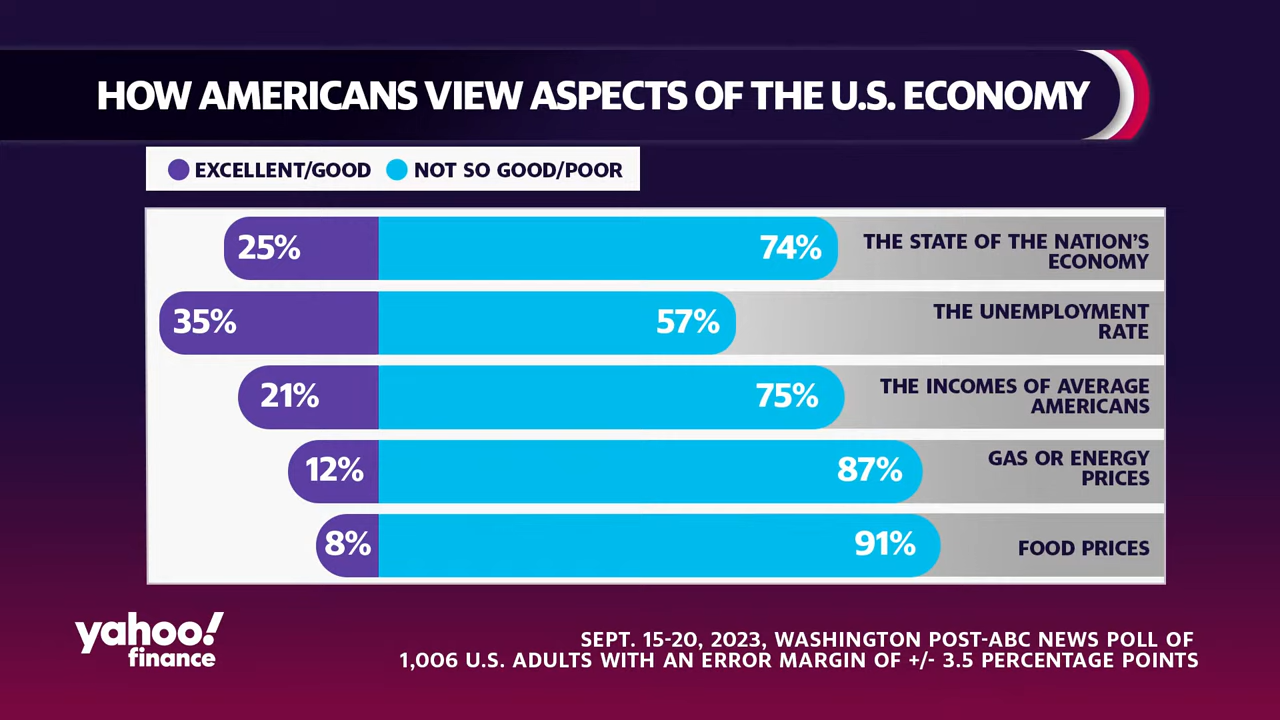 HOW AMERICANS VIEW ASPECTS OF THE U.S. ECONOMY
EXCELLENT/GOOD NOT SO GOOD/POOR
25% 74% THE STATE OF THE NATION'S
ECONOMY
35% 57% THE UNEMPLOYMENT
RATE
21% 75% THE INCOMES OF AVERAGE
AMERICANS
12% 87% GAS OR ENERGY
PRICES
8% 91% FOOD PRICES
yahoo!
finance
SEPT. 15-20, 2023, WASHINGTON POST-ABC NEWS POLL OF
1,006 U.S. ADULTS WITH AN ERROR MARGIN OF +/- 3.5 PERCENTAGE POINTS